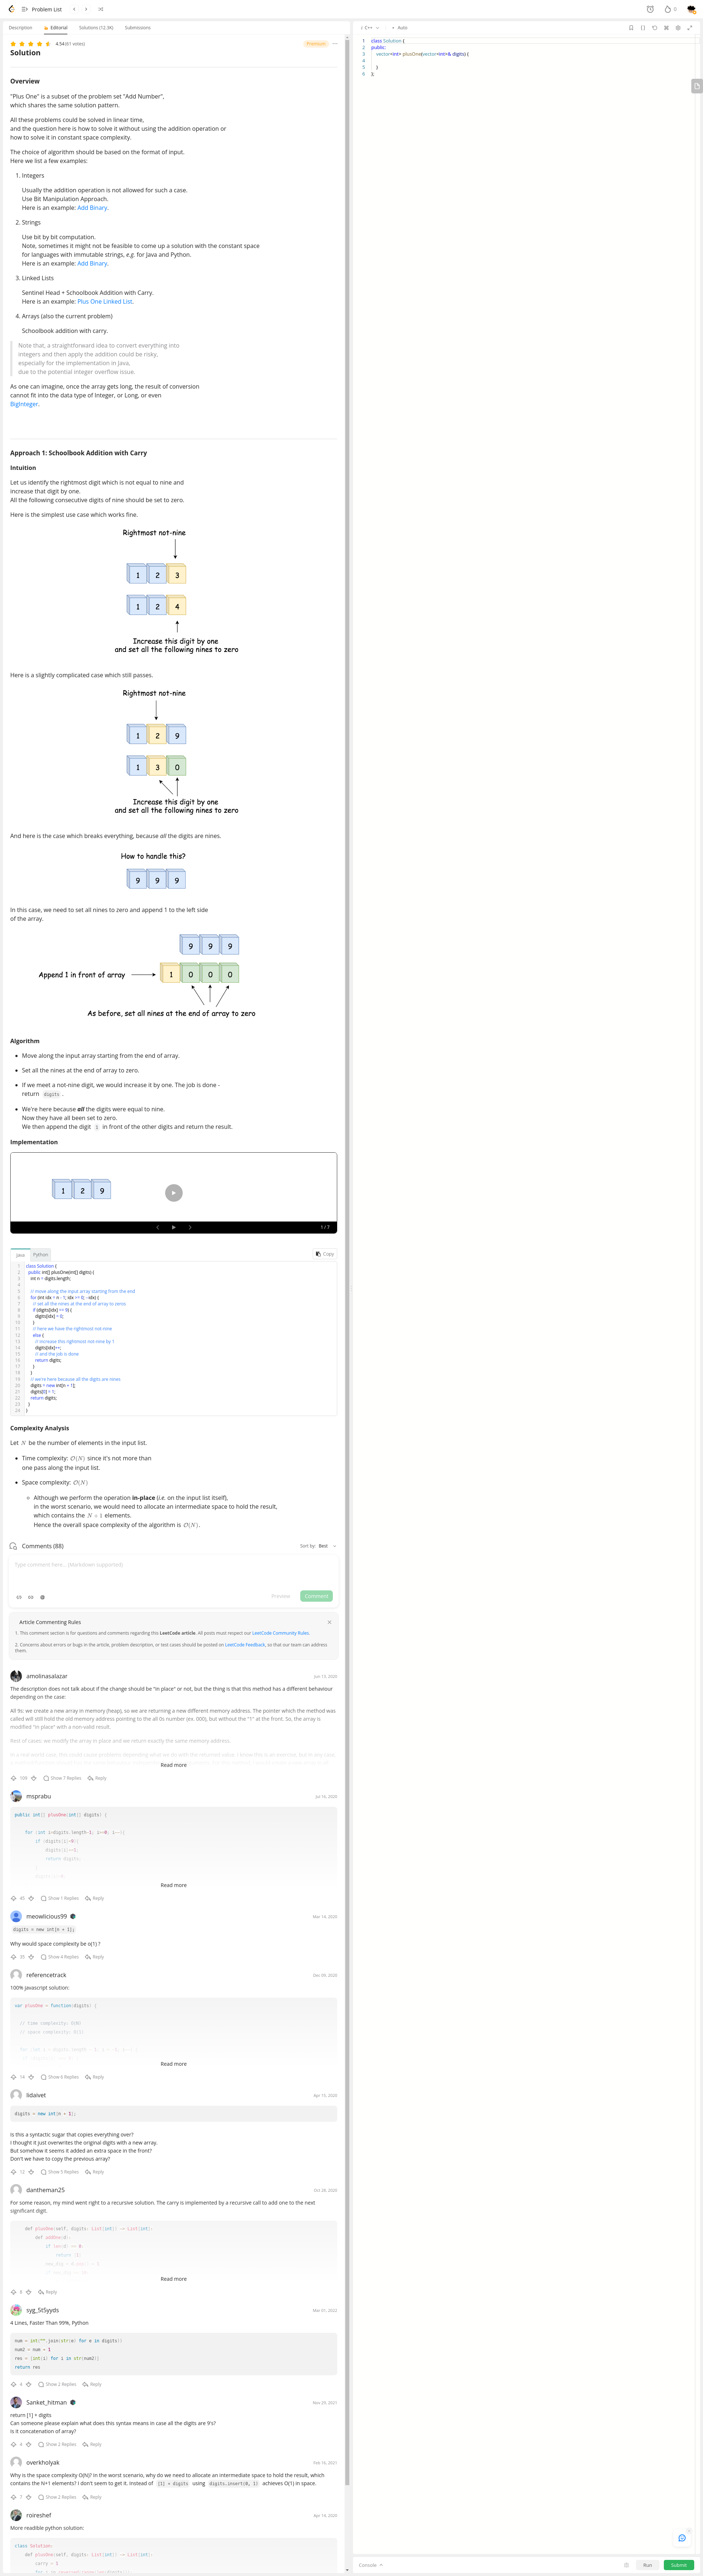 Problem List
0
Description
Editorial
Solutions (12.3K)
Submissions
4.54 (61 votes)
Premium
Solution
Overview
"Plus One" is a subset of the problem set "Add Number",
which shares the same solution pattern.
All these problems could be solved in linear time,
and the question here is how to solve it without using the addition operation or
how to solve it in constant space complexity.
The choice of algorithm should be based on the format of input.
Here we list a few examples:
1. Integers
Usually the addition operation is not allowed for such a case.
Use Bit Manipulation Approach.
Here is an example: Add Binary.
2. Strings
Use bit by bit computation.
Note, sometimes it might not be feasible to come up a solution with the constant space
for languages with immutable strings, e.g. for Java and Python.
Here is an example: Add Binary.
3. Linked Lists
Sentinel Head + Schoolbook Addition with Carry.
Here is an example: Plus One Linked List.
4. Arrays (also the current problem)
Schoolbook addition with carry.
Note that, a straightforward idea to convert everything into
integers and then apply the addition could be risky,
especially for the implementation in Java,
due to the potential integer overflow issue.
As one can imagine, once the array gets long, the result of conversion
cannot fit into the data type of Integer, or Long, or even
BigInteger.
Approach 1: Schoolbook Addition with Carry
Intuition
Let us identify the rightmost digit which is not equal to nine and
increase that digit by one.
All the following consecutive digits of nine should be set to zero.
Here is the simplest use case which works fine.
Rightmost not-nine
1 2 3
1 2 4
Increase this digit by one
and set all the following nines to zero
Here is a slightly complicated case which still passes.
Rightmost not-nine
1 2 9
1 3 0
Increase this digit by one
and set all the following nines to zero
And here is the case which breaks everything, because all the digits are nines.
How to handle this?
9 9 9
In this case, we need to set all nines to zero and append 1 to the left side
of the array.
9 9 9
Append 1 in front of array
1 0 0 0
As before, set all nines at the end of array to zero
Algorithm
Move along the input array starting from the end of array.
Set all the nines at the end of array to zero.
If we meet a not-nine digit, we would increase it by one. The job is done -
return digits.
We're here because all the digits were equal to nine.
Now they have all been set to zero.
We then append the digit 1 in front of the other digits and return the result.
Implementation
1 2 9
1 / 7
Java
Python
Copy
1 class Solution {
2 public int[] plusOne(int[] digits) {
3 int n = digits.length;
4
5 // move along the input array starting from the end
6 for (int idx = n - 1; idx >= 0; --idx) {
7 // set all the nines at the end of array to zeros
8 if (digits[idx] == 9) {
9 digits[idx] = 0;
10 }
11 // here we have the rightmost not-nine
12 else {
13 // increase this rightmost not-nine by 1
14 digits[idx]++;
15 // and the job is done
16 return digits;
17 }
18 }
19 // we're here because all the digits are nines
20 digits = new int[n + 1];
21 digits[0] = 1;
22 return digits;
23 }
24 }
Complexity Analysis
Let N be the number of elements in the input list.
Time complexity: O(N) since it's not more than
one pass along the input list.
Space complexity: O(N)
Although we perform the operation in-place (i.e. on the input list itself),
in the worst scenario, we would need to allocate an intermediate space to hold the result,
which contains the N + 1 elements.
Hence the overall space complexity of the algorithm is O(N).
Comments (88)
Sort by: Best
Type comment here... (Markdown supported)
Preview
Comment
Article Commenting Rules
1. This comment section is for questions and comments regarding this LeetCode article. All posts must respect our LeetCode Community Rules.
2. Concerns about errors or bugs in the article, problem description, or test cases should be posted on LeetCode Feedback, so that our team can address
them.
amolinasalazar
Jun 13, 2020
The description does not talk about if the change should be "in place" or not, but the thing is that this method has a different behaviour
depending on the case:
All 9s: we create a new array in memory (heap), so we are returning a new different memory address. The pointer which the method was
called will still hold the old memory address pointing to the all 0s number (ex. 000), but without the "1" at the front. So, the array is
modified "in place" with a non-valid result.
Rest of cases: we modify the array in place and we return exactly the same memory address.
Read more
109
Show 7 Replies
Reply
msprabu
Jul 16, 2020
public int[] plusOne(int[] digits) {
for (int i=digits.length-1; i>=0; i--){
if (digits[i]<9){
digits[i]+=1;
return digits;
}
Read more
45
Show 1 Replies
Reply
meowlicious99
digits = new int[n + 1];
Why would space complexity be o(1) ?
35
Show 4 Replies
Reply
referencetrack
Dec 09, 2020
100% javascript solution:
var plusOne = function(digits) {
// time complexity: O(N)
// space complexity: O(1)
Read more
14
Show 6 Replies
Reply
lidaivet
Apr 15, 2020
digits = new int[n + 1];
Is this a syntactic sugar that copies everything over?
I thought it just overwrites the original digits with a new array.
But somehow it seems it added an extra space in the front?
Don't we have to copy the previous array?
12
Show 5 Replies
Reply
dantheman25
Oct 28, 2020
For some reason, my mind went right to a recursive solution. The carry is implemented by a recursive call to add one to the next
significant digit.
def plusOne(self, digits: List[int]) -> List[int]:
def addOne(d):
if len(d) == 0:
return [1]
Read more
8
Reply
syg_5t5yyds
Mar 01, 2022
4 Lines, Faster Than 99%, Python
num = int("".join(str(e) for e in digits))
num2 = num + 1
res = [int(i) for i in str(num2)]
return res
4
Show 2 Replies
Reply
Sanket_hitman
Nov 29, 2021
return [1] + digits
Can someone please explain what does this syntax means in case all the digits are 9's?
Is it concatenation of array?
4
Show 2 Replies
Reply
overkholyak
Feb 16, 2021
Why is the space complexity O(N)? In the worst scenario, why do we need to allocate an intermediate space to hold the result, which
contains the N+1 elements? I don't seem to get it. Instead of [1] + digits using digits.insert(0, 1) achieves O(1) in space.
7
Show 2 Replies
Reply
roireshef
More readable python solution:
class Solution:
def plusOne(self, digits: List[int]) -> List[int]:
carry = 1
C++
Auto
1 class Solution {
2 public:
3 vector<int> plusOne(vector<int>& digits) {
4
5 }
6 };
Console
Run
Submit